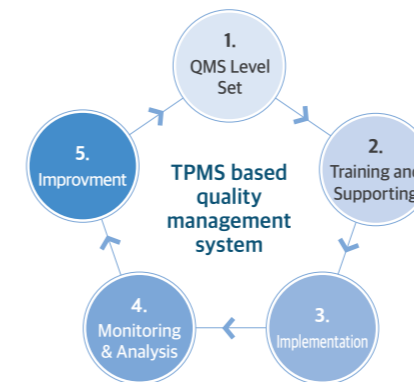 1.
QMS Level
Set
2.
Training and
Supporting
3.
Implementation
4.
Monitoring
& Analysis
5.
Improvment
TPMS based
quality
management
system